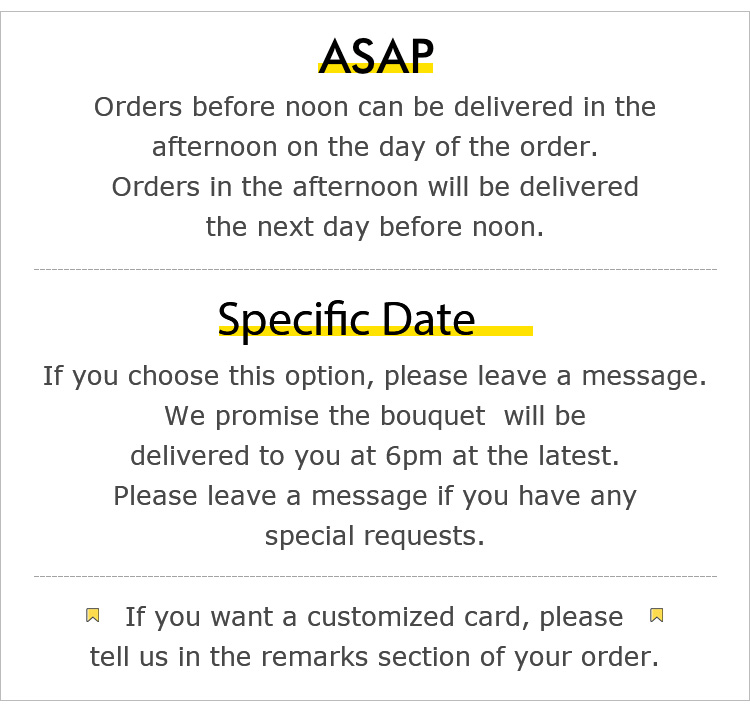 ASAP
Orders before noon can be delivered in the
afternoon on the day of the order.
Orders in the afternoon will be delivered
the next day before noon.
Specific Date
If you choose this option, please leave a message.
We promise the bouquet  will be
delivered to you at 6pm at the latest.
Please leave a message if you have any
special requests.
If you want a customized card, please
tell us in the remarks section of your order.